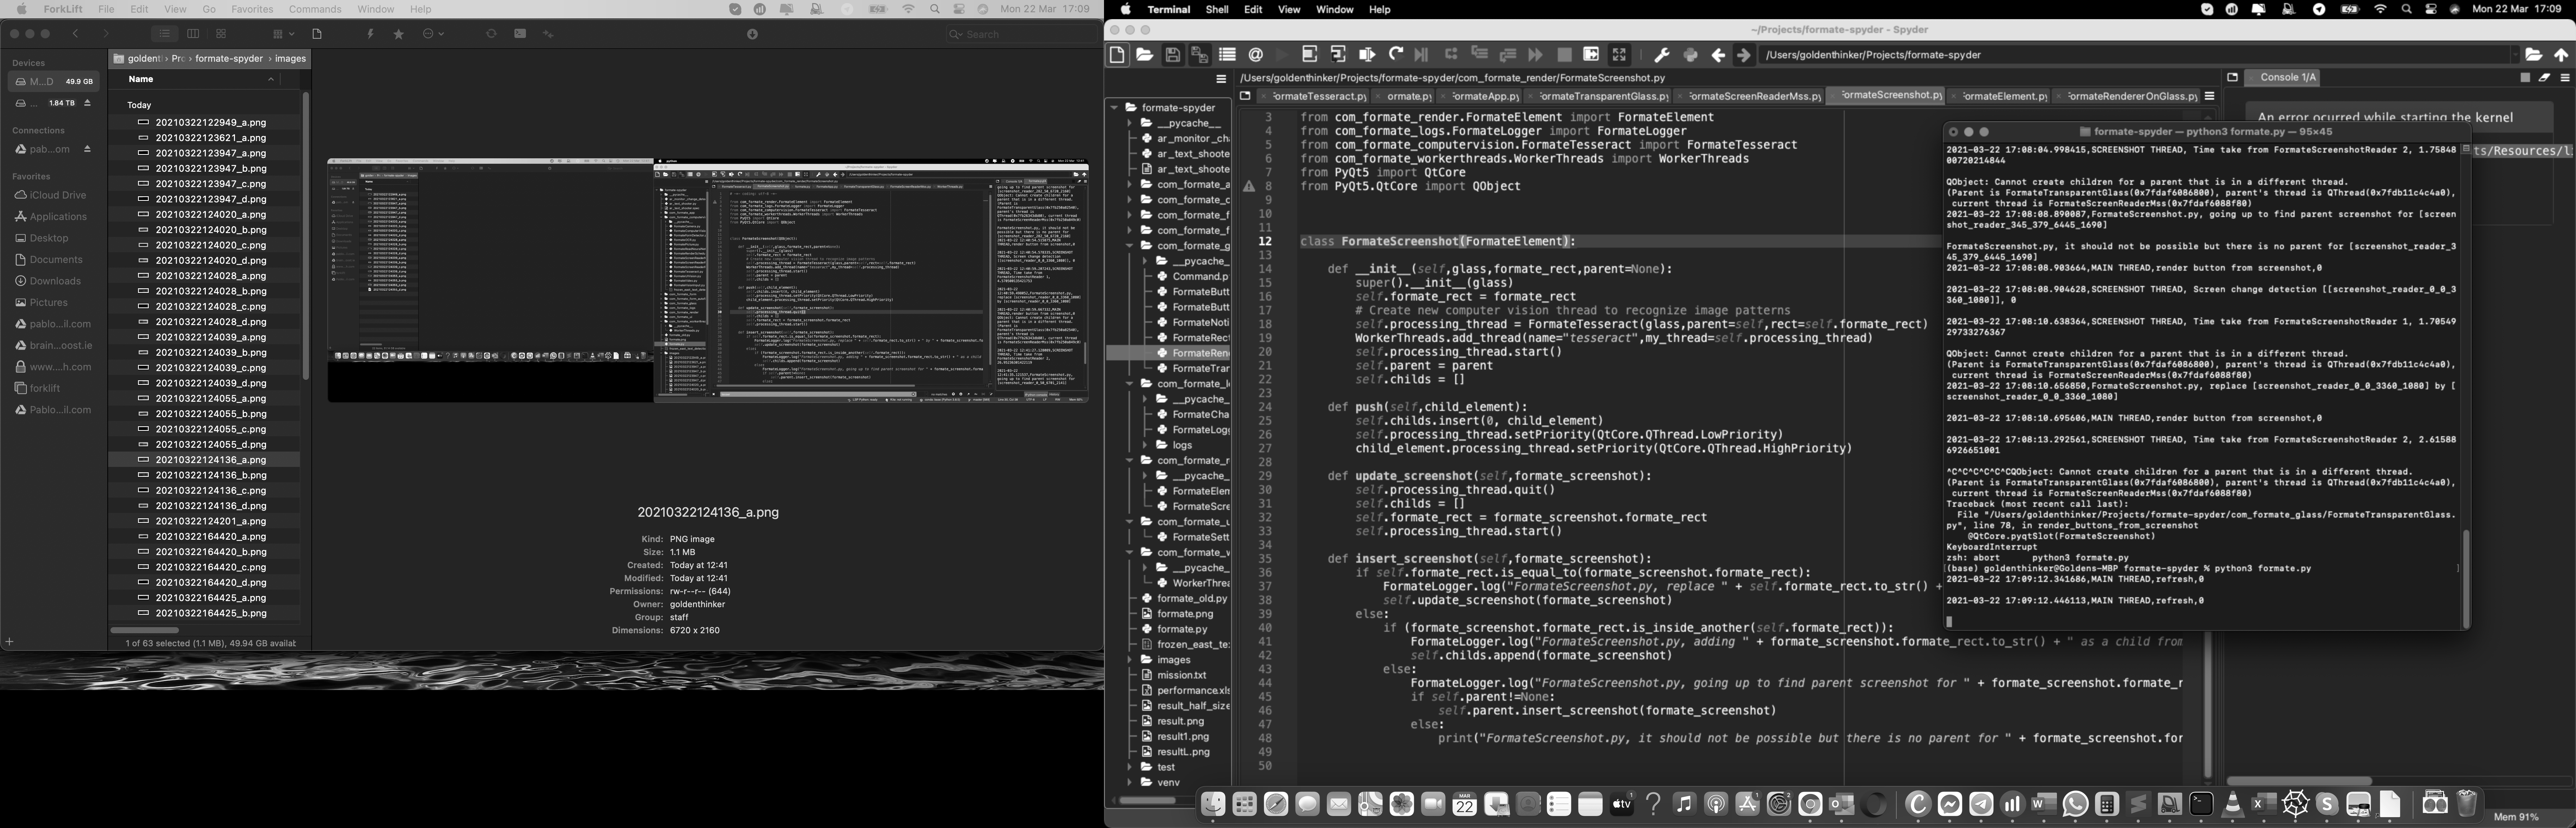 ForkLift File Edit View Go Favorites Commands Window Help
Mon 22 Mar 17:09
Search
Devices
M...D 49.9 GB
... 1.84 TB
Connections
pab...om
Favorites
iCloud Drive
Applications
Desktop
Documents
Downloads
Pictures
pablo...il.com
brain...oost.ie
www....h.com
forklift
Pablo...il.com
goldent Prc formate-spyder images
Name
Today
20210322122949_a.png
20210322123621_a.png
20210322123947_a.png
20210322123947_b.png
20210322123947_c.png
20210322123947_d.png
20210322124020_a.png
20210322124020_b.png
20210322124020_c.png
20210322124020_d.png
20210322124028_a.png
20210322124028_b.png
20210322124028_c.png
20210322124028_d.png
20210322124039_a.png
20210322124039_b.png
20210322124039_c.png
20210322124039_d.png
20210322124055_a.png
20210322124055_b.png
20210322124055_c.png
20210322124055_d.png
20210322124136_a.png
20210322124136_b.png
20210322124136_c.png
20210322124136_d.png
20210322124201_a.png
20210322164420_a.png
20210322164420_b.png
20210322164420_c.png
20210322164420_d.png
20210322164425_a.png
20210322164425_b.png
1 of 63 selected (1.1 MB), 49.94 GB availat
20210322124136_a.png
Kind: PNG image
Size: 1.1 MB
Created: Today at 12:41
Modified: Today at 12:41
Permissions: rw-r--r-- (644)
Owner: goldenthinker
Group: staff
Dimensions: 6720 x 2160
Terminal Shell Edit View Window Help
Mon 22 Mar 17:09
~/Projects/formate-spyder - Spyder
/Users/goldenthinker/Projects/formate-spyder
/Users/goldenthinker/Projects/formate-spyder/com_formate_render/FormateScreenshot.py
ormateTesseract.py ormate.py ormateApp.py ormateTransparentGlass.py ormateScreenReaderMss.py ormateScreenshot.py ormateElement.py ormateRendererOnGlass.py
formate-spyder
__pycache__
ar_monitor_ch
ar_text_shoote
ar_text_shoote
com_formate_a
com_formate_c
com_formate_f
com_formate_f
com_formate_g
__pycache_
Command.p
FormateButt
FormateButt
FormateNoti
FormateRect
FormateRen
FormateTran
com_formate_l
__pycache_
FormateCha
FormateLogg
logs
com_formate_r
__pycache_
FormateElem
FormateScre
com_formate_u
FormateSett
com_formate_v
__pycache_
WorkerThrea
formate_old.py
formate.png
formate.py
frozen_east_te
images
mission.txt
performance.xls
result_half_size
result.png
result1.png
resultL.png
test
venv
3 from com_formate_render.FormateElement import FormateElement
4 from com_formate_logs.FormateLogger import FormateLogger
5 from com_formate_computervision.FormateTesseract import FormateTesseract
6 from com_formate_workerthreads.WorkerThreads import WorkerThreads
7 from PyQt5 import QtCore
8 from PyQt5.QtCore import QObject
9
10
11
12 class FormateScreenshot(FormateElement):
13
14 def __init__(self,glass,formate_rect,parent=None):
15 super().__init__(glass)
16 self.formate_rect = formate_rect
17 # Create new computer vision thread to recognize image patterns
18 self.processing_thread = FormateTesseract(glass,parent=self,rect=self.formate_rect)
19 WorkerThreads.add_thread(name="tesseract",my_thread=self.processing_thread)
20 self.processing_thread.start()
21 self.parent = parent
22 self.childs = []
23
24 def push(self,child_element):
25 self.childs.insert(0, child_element)
26 self.processing_thread.setPriority(QtCore.QThread.LowPriority)
27 child_element.processing_thread.setPriority(QtCore.QThread.HighPriority)
28
29 def update_screenshot(self,formate_screenshot):
30 self.processing_thread.quit()
31 self.childs = []
32 self.formate_rect = formate_screenshot.formate_rect
33 self.processing_thread.start()
34
35 def insert_screenshot(self,formate_screenshot):
36 if self.formate_rect.is_equal_to(formate_screenshot.formate_rect):
37 FormateLogger.log("FormateScreenshot.py, replace " + self.formate_rect.to_str() +
38 self.update_screenshot(formate_screenshot)
39 else:
40 if (formate_screenshot.formate_rect.is_inside_another(self.formate_rect)):
41 FormateLogger.log("FormateScreenshot.py, adding " + formate_screenshot.formate_rect.to_str() + " as a child from
42 self.childs.append(formate_screenshot)
43 else:
44 FormateLogger.log("FormateScreenshot.py, going up to find parent screenshot for " + formate_screenshot.formate_r
45 if self.parent!=None:
46 self.parent.insert_screenshot(formate_screenshot)
47 else:
48 print("FormateScreenshot.py, it should not be possible but there is no parent for " + formate_screenshot.for
49
50
Console 1/A
An error ocurred while starting the kernel
ts/Resources/l
formate-spyder — python3 formate.py — 95×45
2021-03-22 17:08:04.998415,SCREENSHOT THREAD, Time take from FormateScreenshotReader 2, 1.75848
00720214844
QObject: Cannot create children for a parent that is in a different thread.
(Parent is FormateTransparentGlass(0x7fdaf6086800), parent's thread is QThread(0x7fdb11c4c4a0),
current thread is FormateScreenReaderMss(0x7fdaf6088f80)
2021-03-22 17:08:08.890087,FormateScreenshot.py, going up to find parent screenshot for [screen
_reader_345_379_6445_1690]
FormateScreenshot.py, it should not be possible but there is no parent for [screenshot_reader_3
45_379_6445_1690]
2021-03-22 17:08:08.903664,MAIN THREAD,render button from screenshot,0
2021-03-22 17:08:08.904628,SCREENSHOT THREAD, Screen change detection [[screenshot_reader_0_0_3
360_1080]], 0
2021-03-22 17:08:10.638364,SCREENSHOT THREAD, Time take from FormateScreenshotReader 1, 1.70549
29733276367
QObject: Cannot create children for a parent that is in a different thread.
(Parent is FormateTransparentGlass(0x7fdaf6086800), parent's thread is QThread(0x7fdb11c4c4a0),
current thread is FormateScreenReaderMss(0x7fdaf6088f80)
2021-03-22 17:08:10.656850,FormateScreenshot.py, replace [screenshot_reader_0_0_3360_1080] by [
screenshot_reader_0_0_3360_1080]
2021-03-22 17:08:10.695606,MAIN THREAD,render button from screenshot,0
2021-03-22 17:08:13.292561,SCREENSHOT THREAD, Time take from FormateScreenshotReader 2, 2.61588
6926651001
^C^C^C^C^C^CQObject: Cannot create children for a parent that is in a different thread.
(Parent is FormateTransparentGlass(0x7fdaf6086800), parent's thread is QThread(0x7fdb11c4c4a0),
current thread is FormateScreenReaderMss(0x7fdaf6088f80)
Traceback (most recent call last):
File "/Users/goldenthinker/Projects/formate-spyder/com_formate_glass/FormateTransparentGlass.
py", line 78, in render_buttons_from_screenshot
@QtCore.pyqtSlot(FormateScreenshot)
KeyboardInterrupt
zsh: abort python3 formate.py
(base) goldenthinker@Goldens-MBP formate-spyder % python3 formate.py
2021-03-22 17:09:12.341686,MAIN THREAD,refresh,0
2021-03-22 17:09:12.446113,MAIN THREAD,refresh,0
MAR
22
tv
Mem 91%